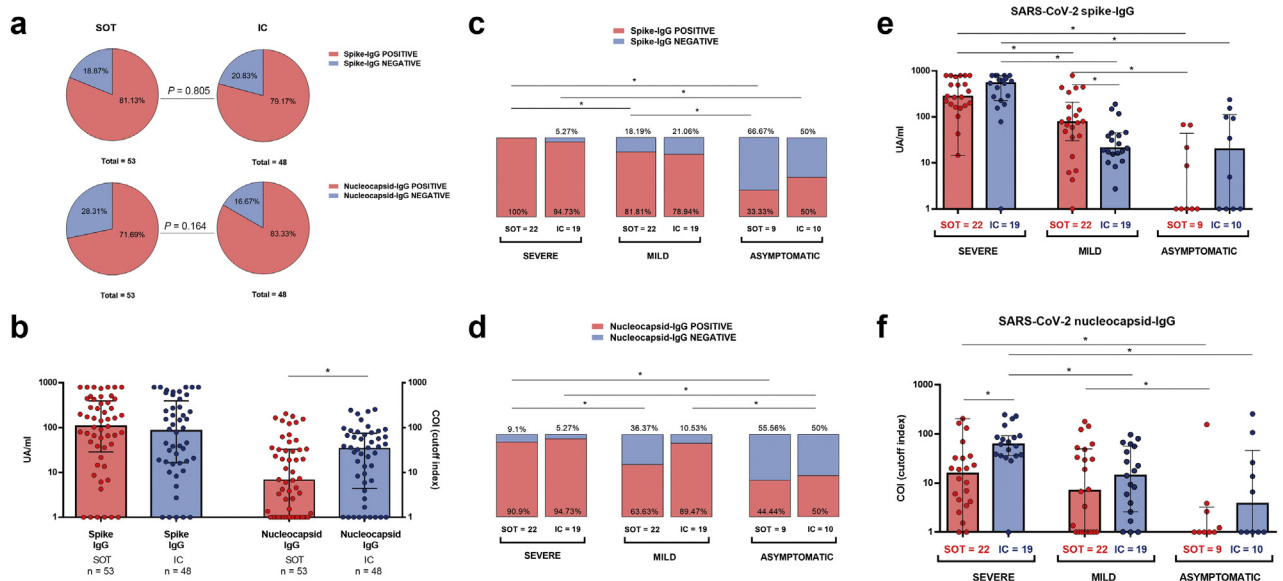 a
SOT
IC
Spike-IgG POSITIVE
Spike-IgG NEGATIVE
18.87%
81.13%
P = 0.805
20.83%
79.17%
Total = 53
Total = 48
Nucleocapsid-IgG POSITIVE
Nucleocapsid-IgG NEGATIVE
28.31%
71.69%
P = 0.164
16.67%
83.33%
Total = 53
Total = 48
b
UA/ml
1000
100
10
1
*
1000
100
10
1
COI (cutoff index)
Spike
IgG
SOT
n = 53
Spike
IgG
IC
n = 48
Nucleocapsid
IgG
SOT
n = 53
Nucleocapsid
IgG
IC
n = 48
c
Spike-IgG POSITIVE
Spike-IgG NEGATIVE
*
*
*
*
5.27%
18.19%
21.06%
66.67%
50%
100%
94.73%
81.81%
78.94%
33.33%
50%
SOT = 22
IC = 19
SOT = 22
IC = 19
SOT = 9
IC = 10
SEVERE
MILD
ASYMPTOMATIC
d
Nucleocapsid-IgG POSITIVE
Nucleocapsid-IgG NEGATIVE
*
*
*
*
9.1%
5.27%
36.37%
10.53%
55.56%
50%
90.9%
94.73%
63.63%
89.47%
44.44%
50%
SOT = 22
IC = 19
SOT = 22
IC = 19
SOT = 9
IC = 10
SEVERE
MILD
ASYMPTOMATIC
e
SARS-CoV-2 spike-IgG
*
*
*
*
*
*
UA/ml
1000
100
10
1
SOT = 22
IC = 19
SOT = 22
IC = 19
SOT = 9
IC = 10
SEVERE
MILD
ASYMPTOMATIC
f
SARS-CoV-2 nucleocapsid-IgG
*
*
*
*
*
COI (cutoff index)
1000
100
10
1
SOT = 22
IC = 19
SOT = 22
IC = 19
SOT = 9
IC = 10
SEVERE
MILD
ASYMPTOMATIC